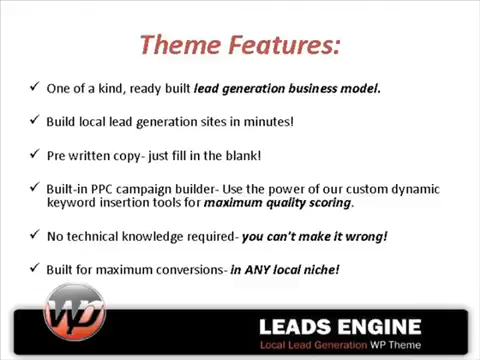 Theme Features:
✓ One of a kind, ready built lead generation business model.
✓ Build local lead generation sites in minutes!
✓ Pre written copy- just fill in the blank!
✓ Built-in PPC campaign builder- Use the power of our custom dynamic
keyword insertion tools for maximum quality scoring.
✓ No technical knowledge required- you can't make it wrong!
✓ Built for maximum conversions- in ANY local niche!
WP
LEADS ENGINE
Local Lead Generation WP Theme